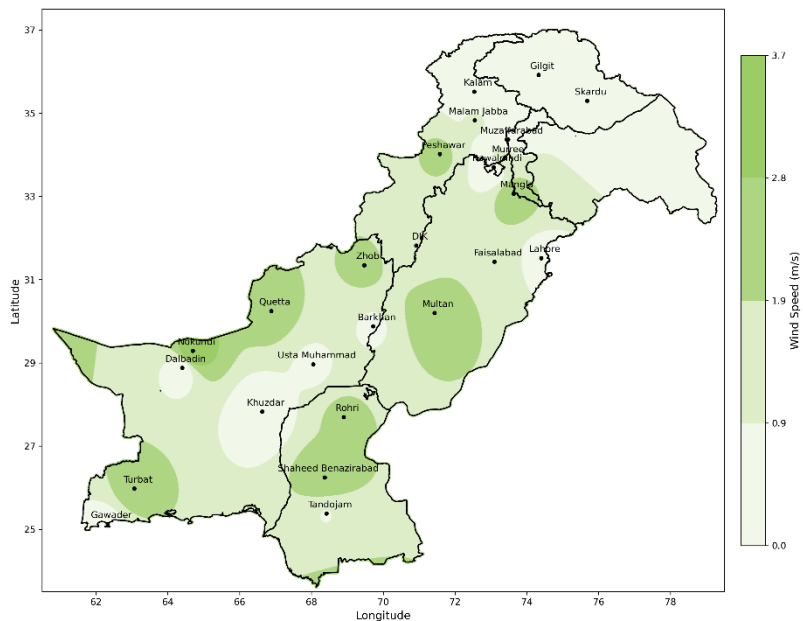 37
35
33
31
29
27
25
Latitude
62
64
66
68
70
72
74
76
78
Longitude
Gilgit
Kalam
Skardu
Malam Jabba
Muzaffarabad
Peshawar
Murree
Rawalpindi
Mangla
DIK
Zhob
Faisalabad
Lahore
Quetta
Multan
Barkhan
Nokundi
Dalbadin
Usta Muhammad
Khuzdar
Rohri
Shaheed Benazirabad
Turbat
Tandojam
Gawader
3.7
2.8
1.9
0.9
0.0
Wind Speed (m/s)